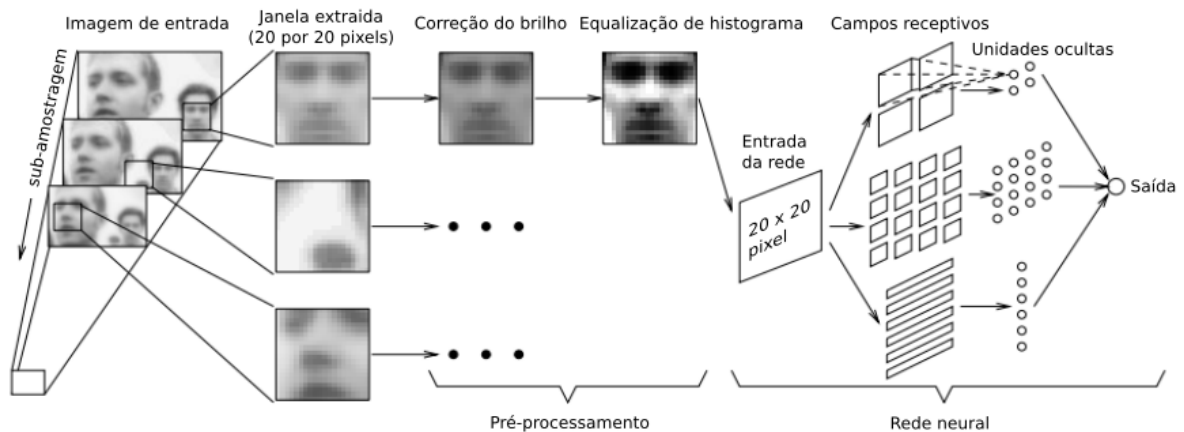 Imagem de entrada
Janela extraida
(20 por 20 pixels)
Correção do brilho
Equalização de histograma
Campos receptivos
Unidades ocultas
sub-amostragem
Entrada
da rede
20 x 20
pixel
Saída
Pré-processamento
Rede neural